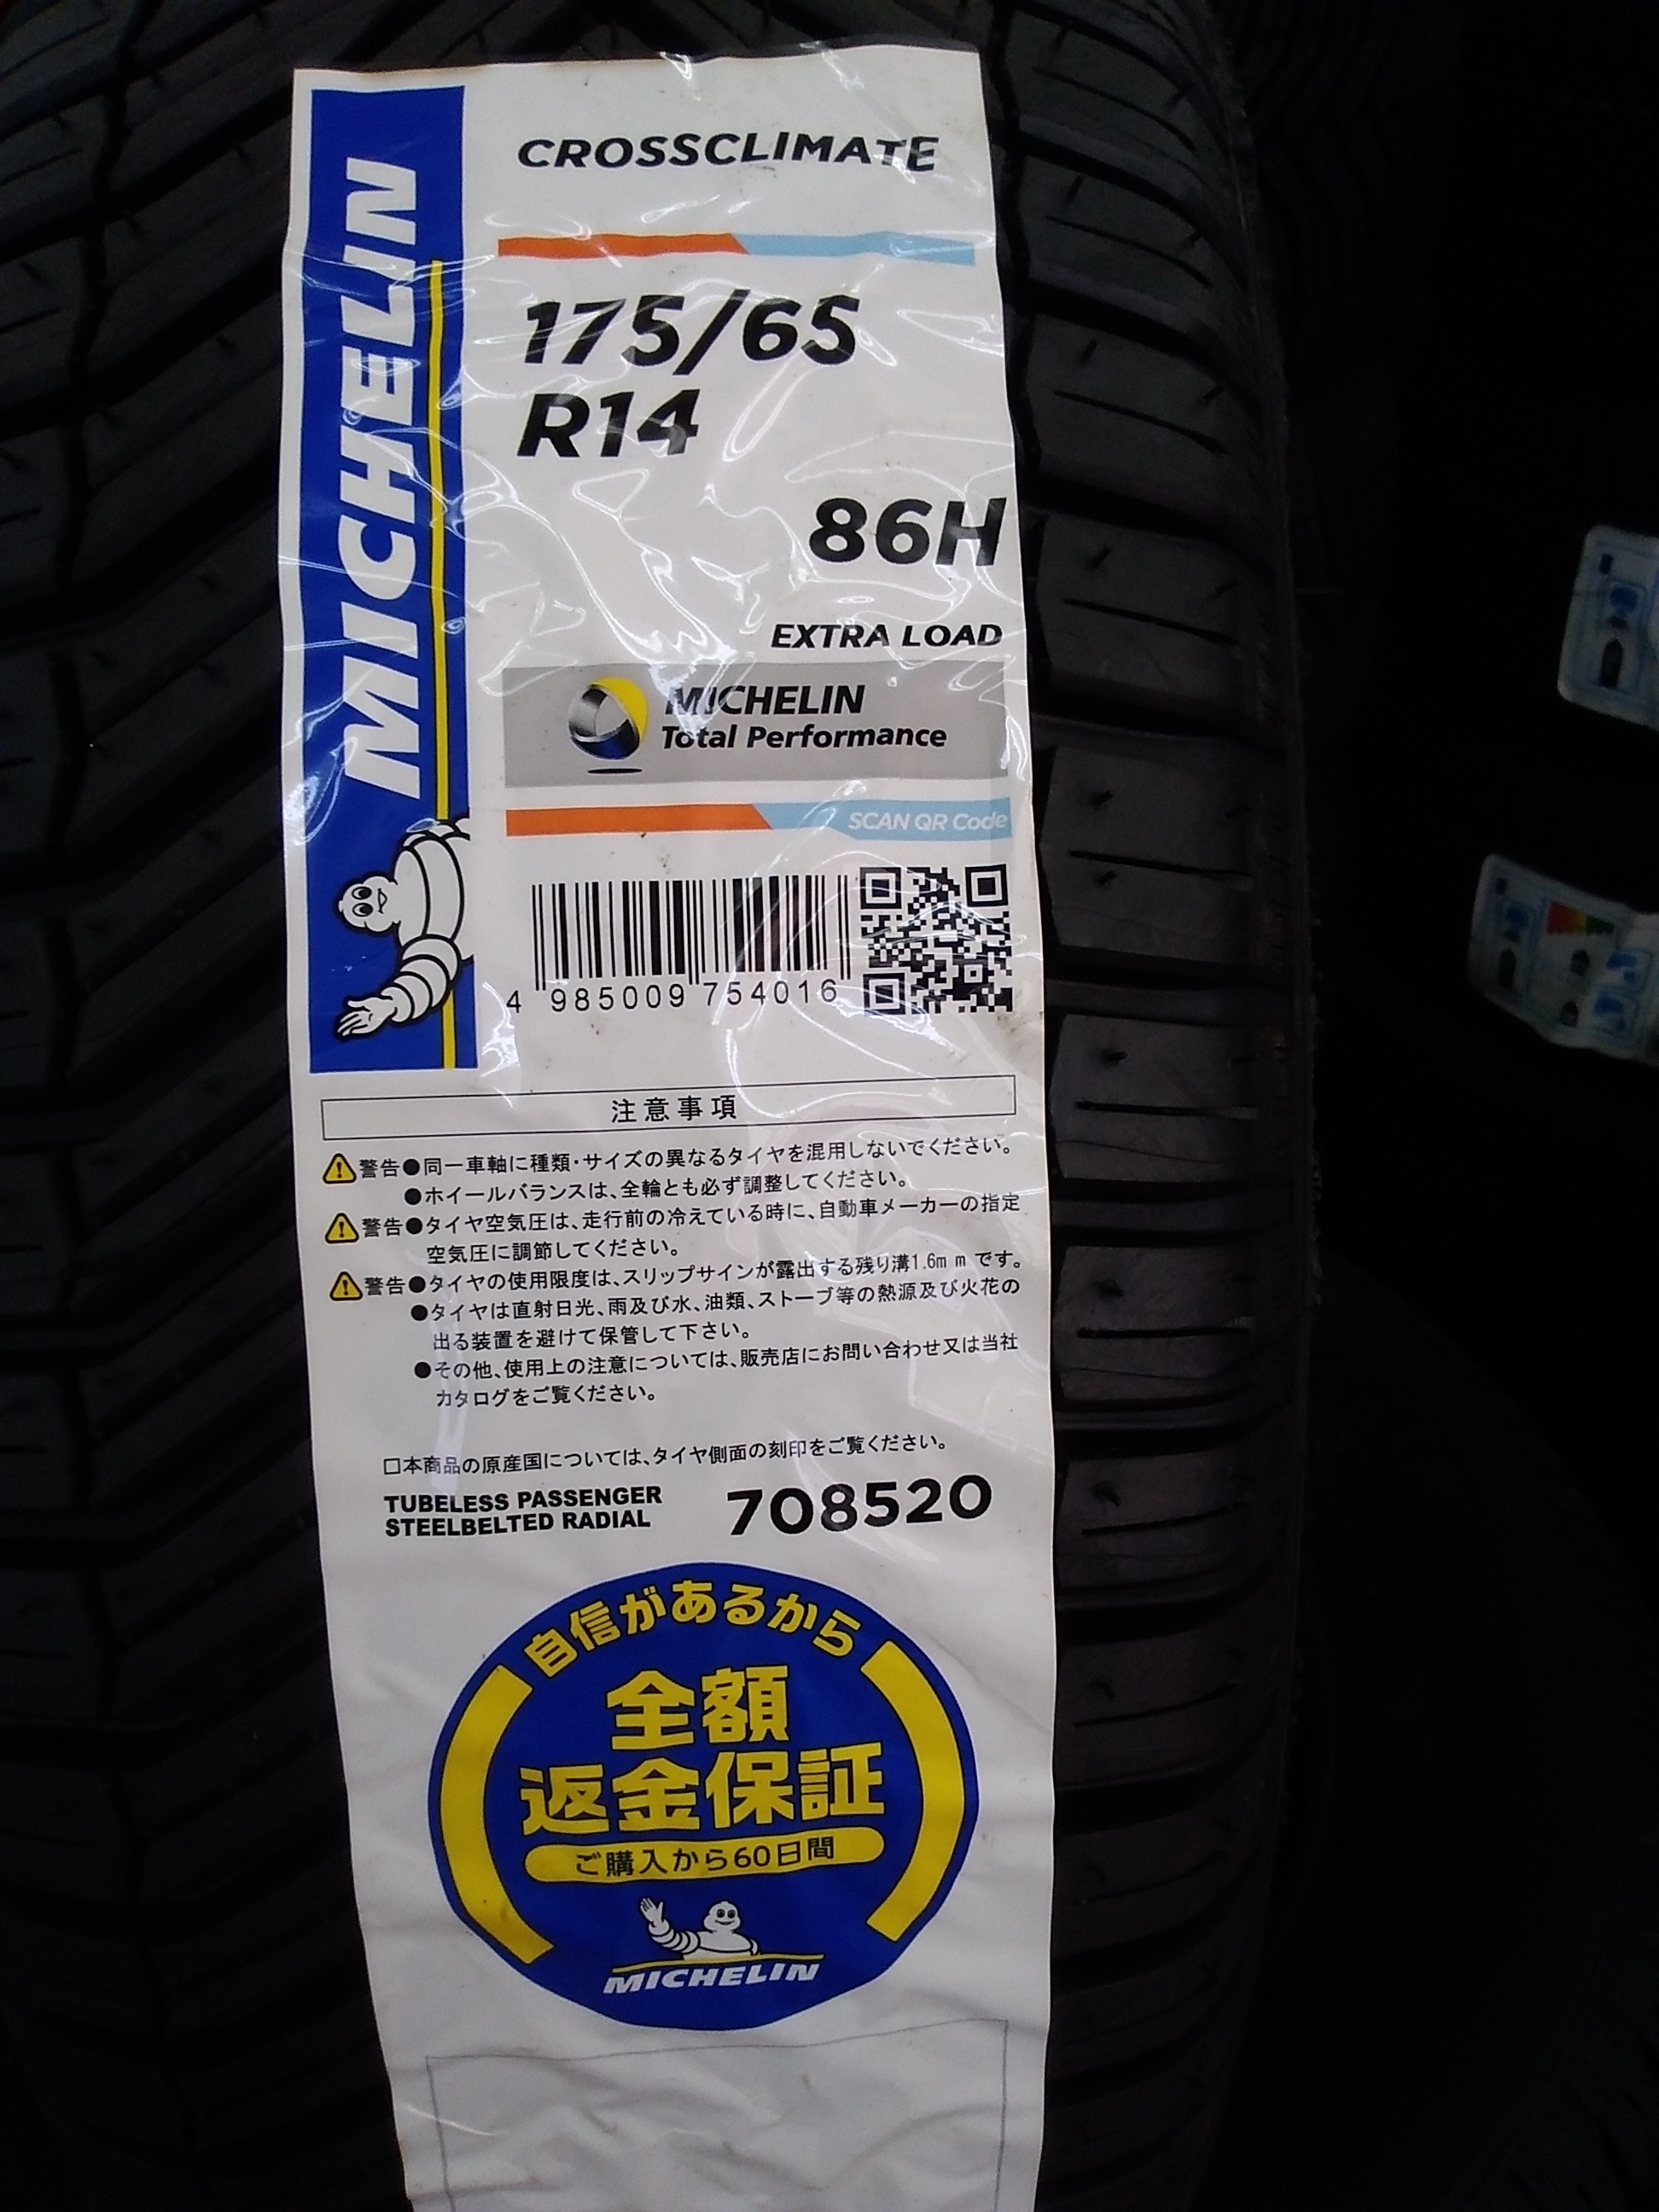 MICHELIN
CROSSCLIMATE
175/65
R14
86H
EXTRA LOAD
MICHELIN
Total Performance
SCAN QR Code
4 985009 754016
注意事項
警告●同一車軸に種類・サイズの異なるタイヤを混用しないでください。
●ホイールバランスは、全輪とも必ず調整してください。
警告●タイヤ空気圧は、走行前の冷えている時に、自動車メーカーの指定
空気圧に調節してください。
警告●タイヤの使用限度は、スリップサインが露出する残り溝1.6mmです。
●タイヤは直射日光、雨及び水、油類、ストーブ等の熱源及び火花の
出る装置を避けて保管して下さい。
●その他、使用上の注意については、販売店にお問い合わせ又は当社
カタログをご覧ください。
□本商品の原産国については、タイヤ側面の刻印をご覧ください。
TUBELESS PASSENGER
STEELBELTED RADIAL
708520
自信があるから
全額
返金保証
ご購入から60日間
MICHELIN